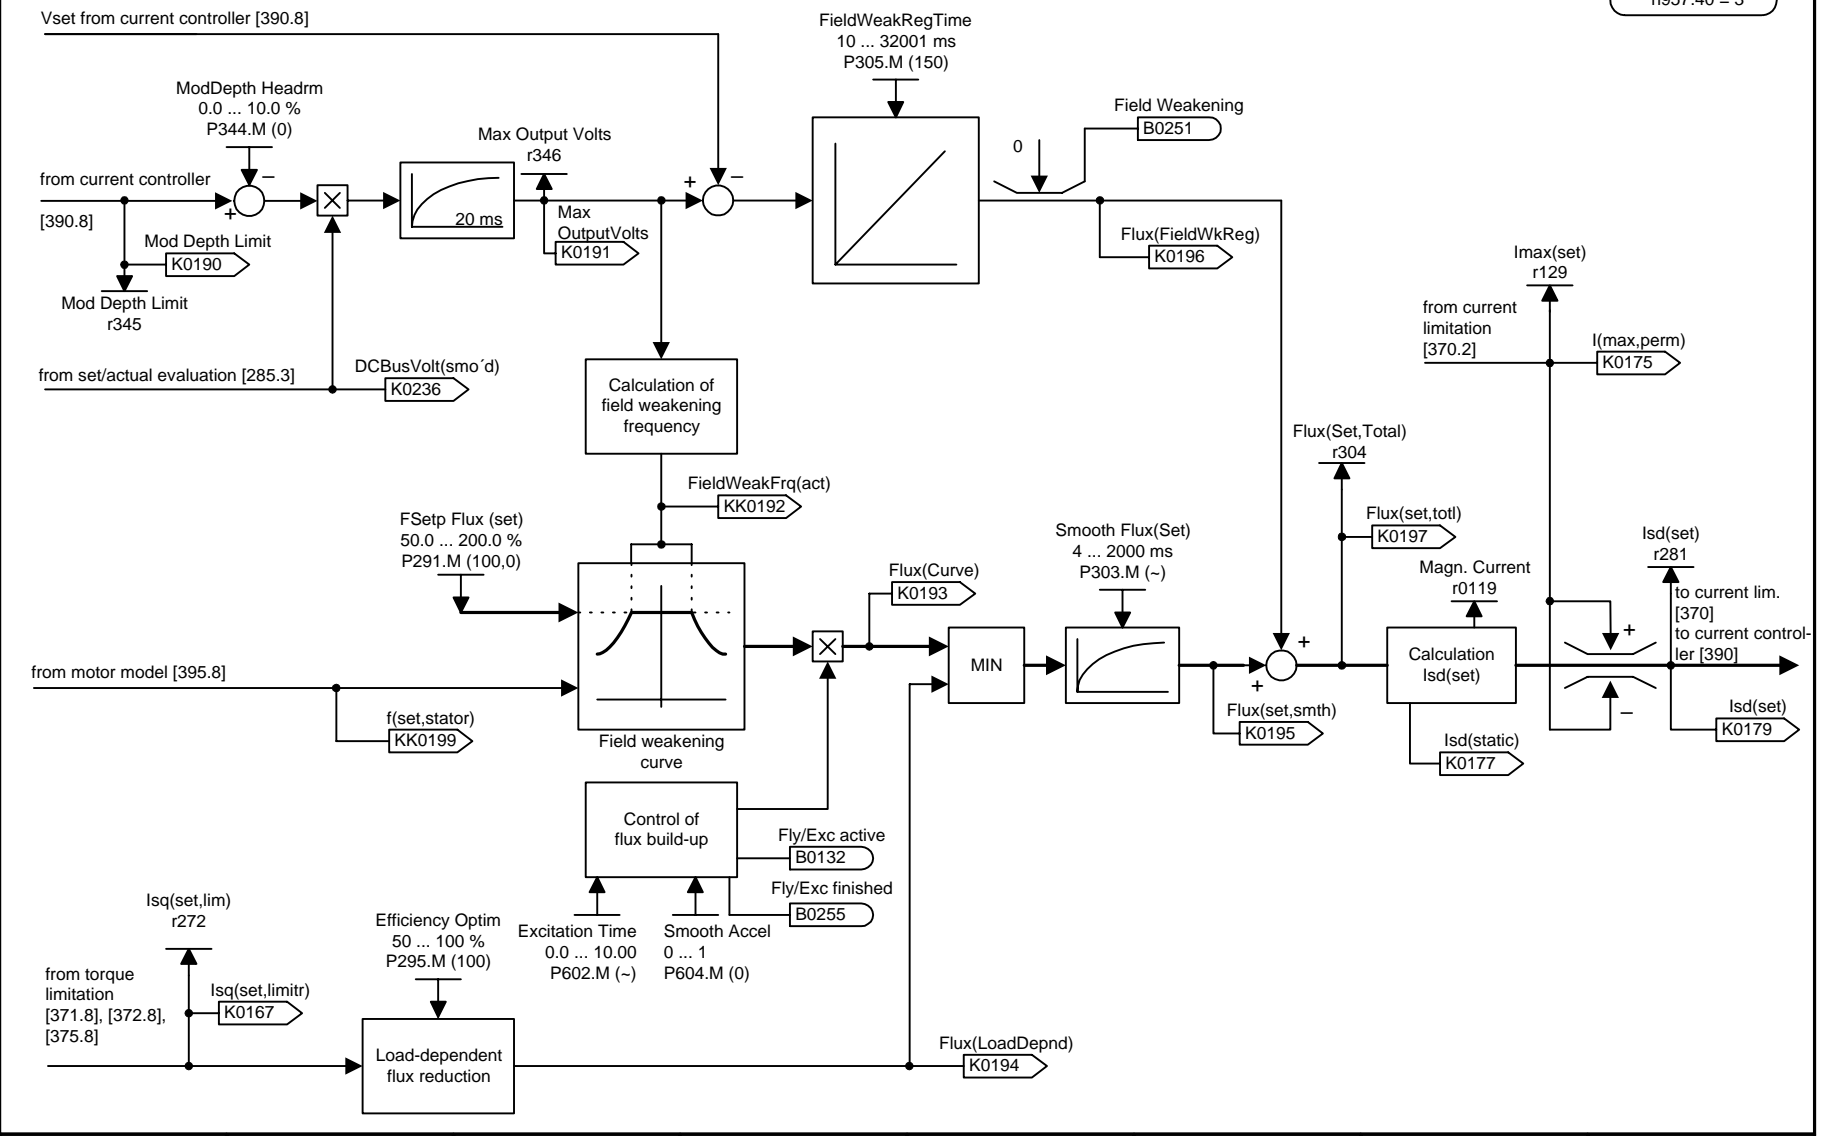 Vset from current controller [390.8]
n957.40 = 3
FieldWeakRegTime
10 ... 32001 ms
P305.M (150)
ModDepth Headrm
0.0 ... 10.0 %
P344.M (0)
Max Output Volts
r346
Field Weakening
B0251
0
from current controller
[390.8]
–
+
20 ms
+
–
Max
OutputVolts
K0191
Mod Depth Limit
K0190
Mod Depth Limit
r345
Flux(FieldWkReg)
K0196
Imax(set)
r129
from current
limitation
[370.2]
I(max,perm)
K0175
from set/actual evaluation [285.3]
DCBusVolt(smo´d)
K0236
Calculation of
field weakening
frequency
Flux(Set,Total)
r304
FieldWeakFrq(act)
KK0192
FSetp Flux (set)
50.0 ... 200.0 %
P291.M (100,0)
Flux(Curve)
K0193
Smooth Flux(Set)
4 ... 2000 ms
P303.M (~)
Flux(set,totl)
K0197
Magn. Current
r0119
Isd(set)
r281
to current lim.
[370]
to current control-
ler [390]
+
–
from motor model [395.8]
MIN
+
+
Calculation
Isd(set)
f(set,stator)
KK0199
Field weakening
curve
Flux(set,smth)
K0195
Isd(static)
K0177
Isd(set)
K0179
Control of
flux build-up
Fly/Exc active
B0132
Fly/Exc finished
B0255
Excitation Time
0.0 ... 10.00
P602.M (~)
Smooth Accel
0 ... 1
P604.M (0)
Isq(set,lim)
r272
Efficiency Optim
50 ... 100 %
P295.M (100)
from torque
limitation
[371.8], [372.8],
[375.8]
Isq(set,limitr)
K0167
Load-dependent
flux reduction
Flux(LoadDepnd)
K0194